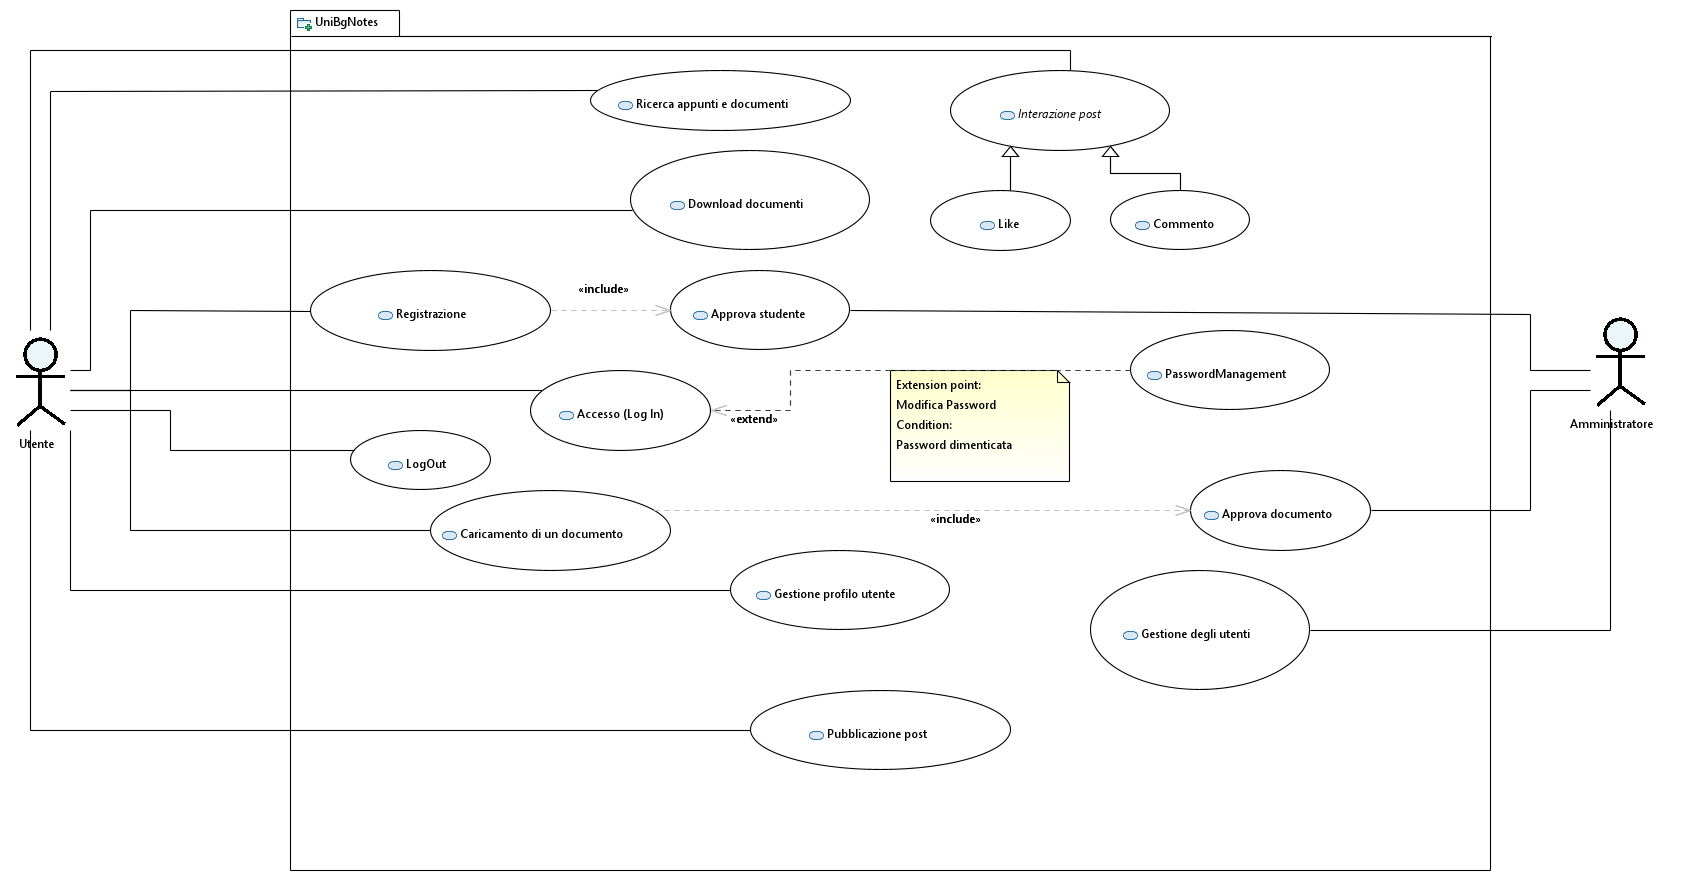 UniBgNotes
Ricerca appunti e documenti
Interazione post
Download documenti
Like
Commento
«include»
Registrazione
Approva studente
PasswordManagement
Extension point:
Modifica Password
Condition:
Password dimenticata
Accesso (Log In)
«extend»
Utente
Amministratore
LogOut
Caricamento di un documento
«include»
Approva documento
Gestione profilo utente
Gestione degli utenti
Pubblicazione post